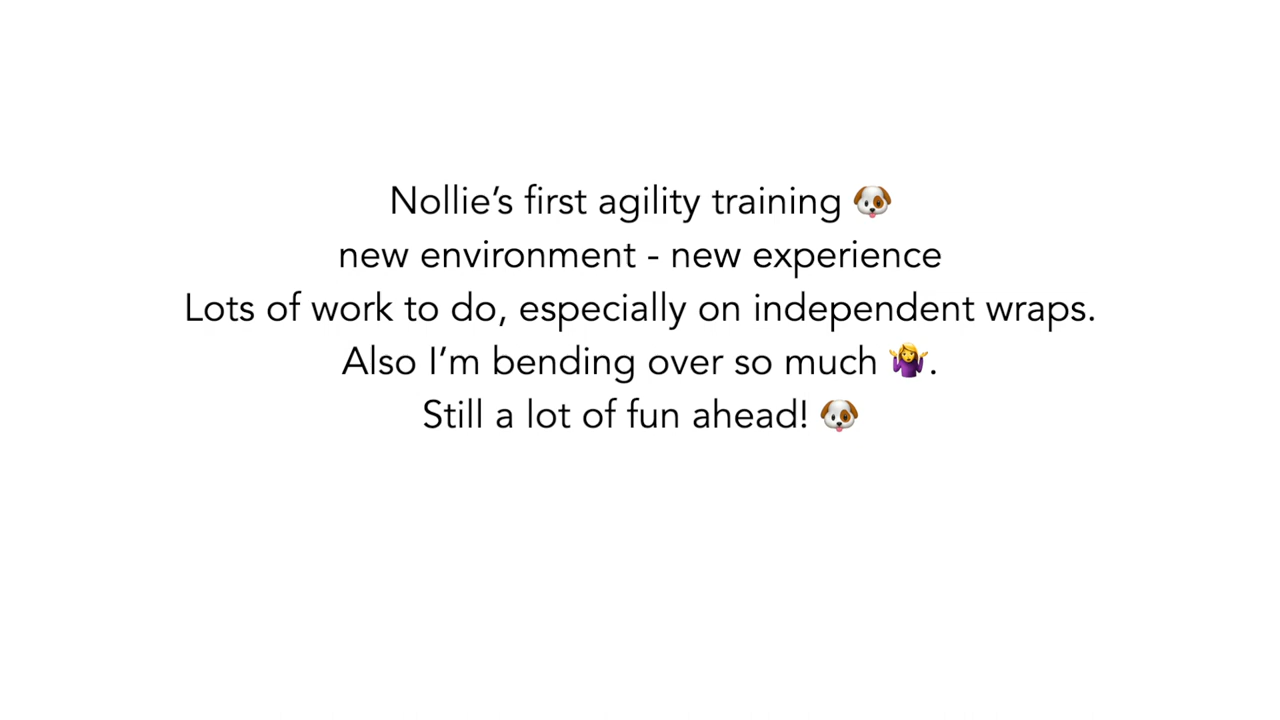 Nollie’s first agility training 🐶
new environment - new experience
Lots of work to do, especially on independent wraps.
Also I’m bending over so much 🤷‍♀️.
Still a lot of fun ahead! 🐶